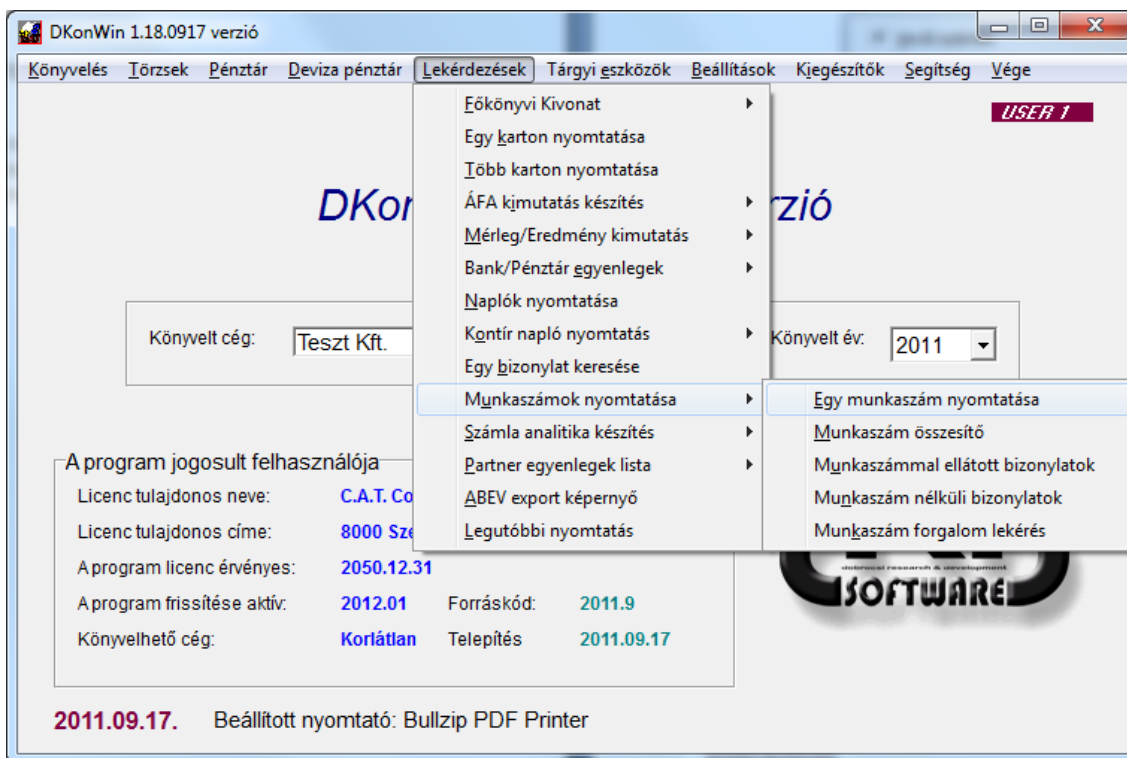 DKonWin 1.18.0917 verzió
Könyvelés Törzsek Pénztár Deviza pénztár Lekérdezések Tárgyi eszközök Beállítások Kiegészítők Segítség Vége
USER 1
Főkönyvi Kivonat
Egy karton nyomtatása
Több karton nyomtatása
ÁFA kimutatás készítés
Mérleg/Eredmény kimutatás
Bank/Pénztár egyenlegek
Naplók nyomtatása
Kontír napló nyomtatás
Egy bizonylat keresése
Munkaszámok nyomtatása
Számla analitika készítés
Partner egyenlegek lista
ABEV export képernyő
Legutóbbi nyomtatás
Egy munkaszám nyomtatása
Munkaszám összesítő
Munkaszámmal ellátott bizonylatok
Munkaszám nélküli bizonylatok
Munkaszám forgalom lekérés
DKon rzió
Könyvelt cég: Teszt Kft. Könyvelt év: 2011
A program jogosult felhasználója
Licenc tulajdonos neve: C.A.T. Co
Licenc tulajdonos címe: 8000 Szé
A program licenc érvényes: 2050.12.31
A program frissítése aktív: 2012.01 Forráskód: 2011.9
Könyvelhető cég: Korlátlan Telepítés 2011.09.17
dobrocsi research & development
SOFTWARE
2011.09.17. Beállított nyomtató: Bullzip PDF Printer